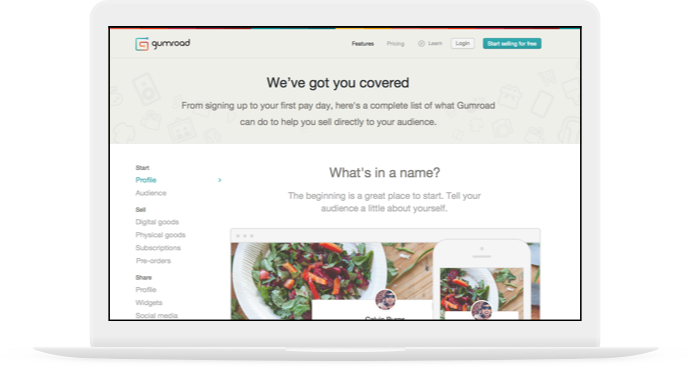 gumroad
Features
Pricing
Learn
Login
Start selling for free
We've got you covered
From signing up to your first pay day, here's a complete list of what Gumroad
can do to help you sell directly to your audience.
Start
Profile
Audience
Sell
Digital goods
Physical goods
Subscriptions
Pre-orders
Share
Profile
Widgets
Social media
What's in a name?
The beginning is a great place to start. Tell your
audience a little about yourself.